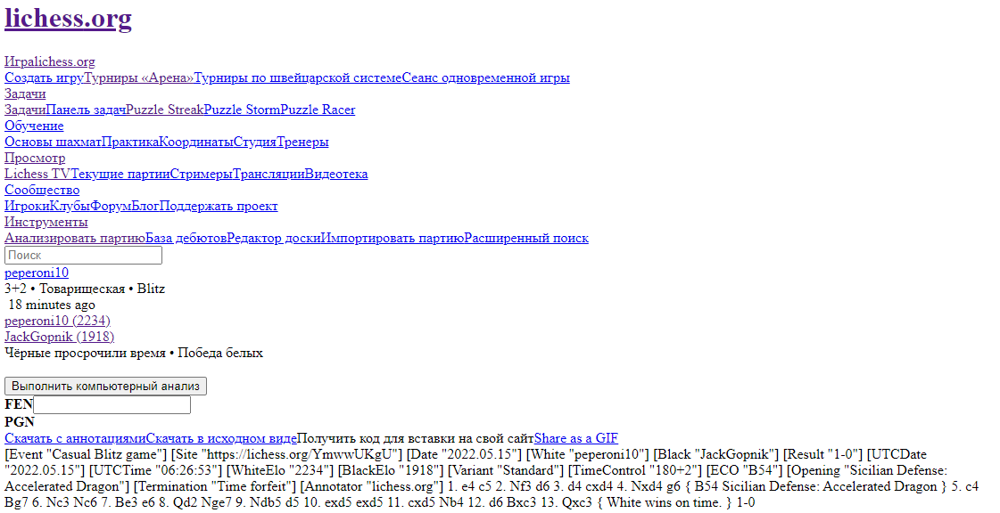 lichess.org
Играlichess.org
Создать игруТурниры «Арена»Турниры по швейцарской системеСеанс одновременной игры
Задачи
ЗадачиПанель задачPuzzle StreakPuzzle StormPuzzle Racer
Обучение
Основы шахматПрактикаКоординатыСтудияТренеры
Просмотр
Lichess TVТекущие партииСтримерыТрансляцииВидеотека
Сообщество
ИгрокиКлубыФорумБлогПоддержать проект
Инструменты
Анализировать партиюБаза дебютовРедактор доскиИмпортировать партиюРасширенный поиск
Поиск
peperoni10
3+2 • Товарищеская • Blitz
18 minutes ago
peperoni10 (2234)
JackGopnik (1918)
Чёрные просрочили время • Победа белых
Выполнить компьютерный анализ
FEN
PGN
Скачать с аннотациямиСкачать в исходном видеПолучить код для вставки на свой сайтShare as a GIF
[Event "Casual Blitz game"] [Site "https://lichess.org/YmwwUKgU"] [Date "2022.05.15"] [White "peperoni10"] [Black "JackGopnik"] [Result "1-0"] [UTCDate
"2022.05.15"] [UTCTime "06:26:53"] [WhiteElo "2234"] [BlackElo "1918"] [Variant "Standard"] [TimeControl "180+2"] [ECO "B54"] [Opening "Sicilian Defense:
Accelerated Dragon"] [Termination "Time forfeit"] [Annotator "lichess.org"] 1. e4 c5 2. Nf3 d6 3. d4 cxd4 4. Nxd4 g6 { B54 Sicilian Defense: Accelerated Dragon } 5. c4
Bg7 6. Nc3 Nc6 7. Be3 e6 8. Qd2 Nge7 9. Ndb5 d5 10. exd5 exd5 11. cxd5 Nb4 12. d6 Bxc3 13. Qxc3 { White wins on time. } 1-0